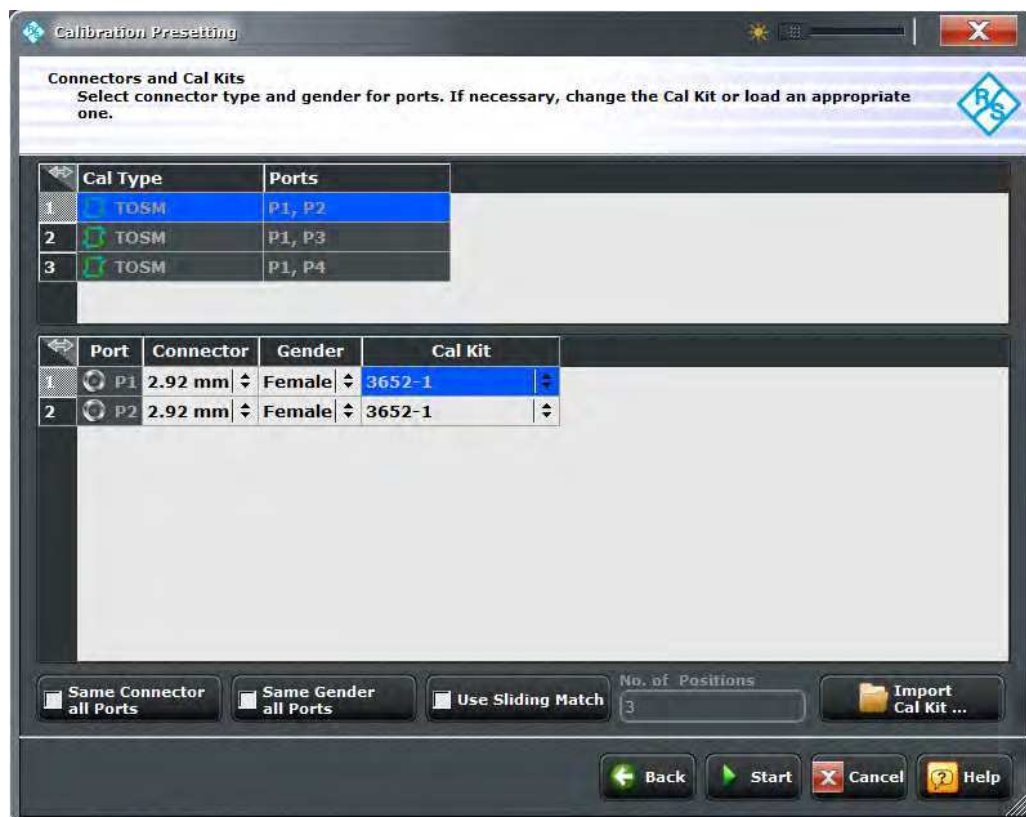 Calibration Presetting
Connectors and Cal Kits
Select connector type and gender for ports. If necessary, change the Cal Kit or load an appropriate
one.
R S
Cal Type Ports
1 TOSM P1, P2
2 TOSM P1, P3
3 TOSM P1, P4
Port Connector Gender Cal Kit
1 P1 2.92 mm Female 3652-1
2 P2 2.92 mm Female 3652-1
Same Connector
all Ports
Same Gender
all Ports
Use Sliding Match
No. of Positions
3
Import
Cal Kit ...
Back Start X Cancel ? Help